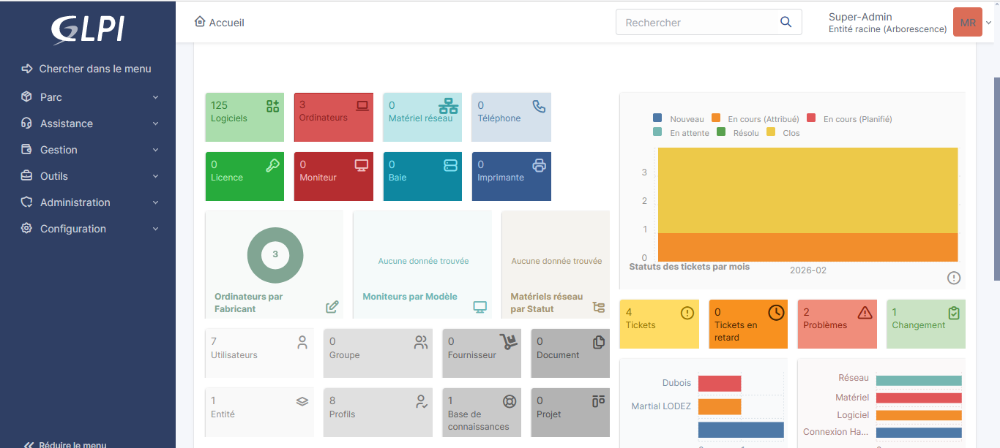 GLPI
Accueil
Rechercher
Super-Admin
Entité racine (Arborescence)
MR
Chercher dans le menu
Parc
Assistance
Gestion
Outils
Administration
Configuration
Réduire le menu
125
Logiciels
3
Ordinateurs
0
Matériel réseau
0
Téléphone
0
Licence
0
Moniteur
0
Baie
0
Imprimante
3
Ordinateurs par
Fabricant
Aucune donnée trouvée
Moniteurs par Modèle
Aucune donnée trouvée
Matériels réseau
par Statut
7
Utilisateurs
0
Groupe
0
Fournisseur
0
Document
1
Entité
8
Profils
1
Base de
connaissances
0
Projet
Nouveau En cours (Attribué) En cours (Planifié)
En attente Résolu Clos
3
2
1
0
Statuts des tickets par mois
2026-02
4
Tickets
0
Tickets en
retard
2
Problèmes
1
Changement
Dubois
Martial LODEZ
Réseau
Matériel
Logiciel
Connexion Ha...